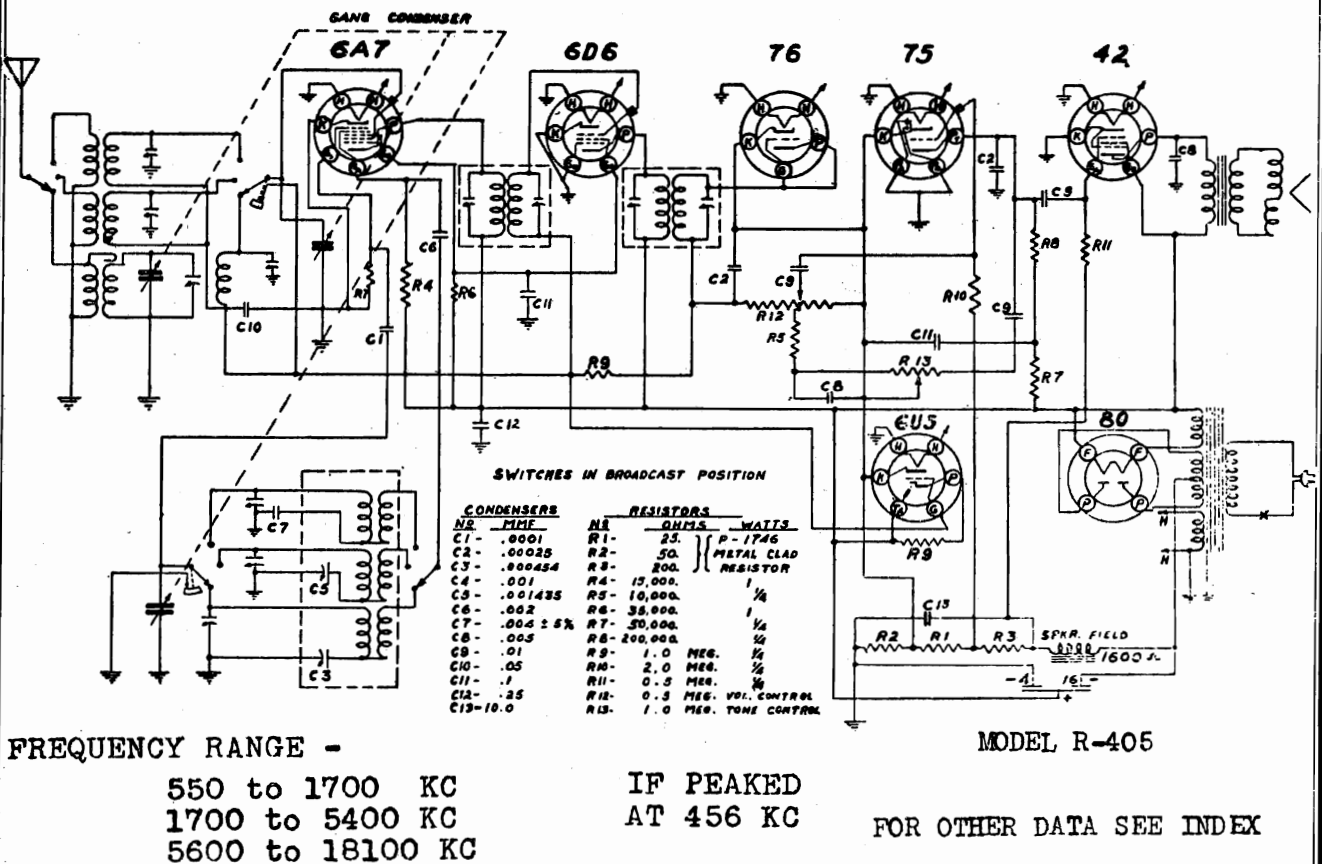 GANG CONDENSER
6A7
6D6
76
75
42
C6
C2
C8
C9
R8
R11
C10
R7
R4
R6
C11
C2
C9
R12
R10
C9
C1
R5
C11
R9
R13
R7
C8
C12
6U5
80
SWITCHES IN BROADCAST POSITION
CONDENSERS RESISTORS
NO MMF NO OHMS WATTS
C1 - .0001 R1- 25. P-1746
C2 - .00025 R2- 50. METAL CLAD
C3 - .000454 R3- 200. RESISTOR
C4 - .001 R4- 15,000. 1
C5 - .001435 R5- 10,000. 1/4
C6 - .002 R6- 35,000. 1
C7 - .004 ± 5% R7- 50,000. 1/4
C8 - .005 R8- 200,000. 1/4
C9 - .01 R9- 1.0 MEG. 1/4
C10 - .05 R10- 2.0 MEG. 1/4
C11 - .1 R11- 0.5 MEG. 1/4
C12 - .25 R12- 0.5 MEG. VOL. CONTROL
C13-10.0 R13- 1.0 MEG. TONE CONTROL
C7
C5
C3
R9
C13
R2 R1 R3 SPKR. FIELD
1600
-4 16 -
+
MODEL R-405
FREQUENCY RANGE -
550 to 1700 KC
1700 to 5400 KC
5600 to 18100 KC
IF PEAKED
AT 456 KC
FOR OTHER DATA SEE INDEX